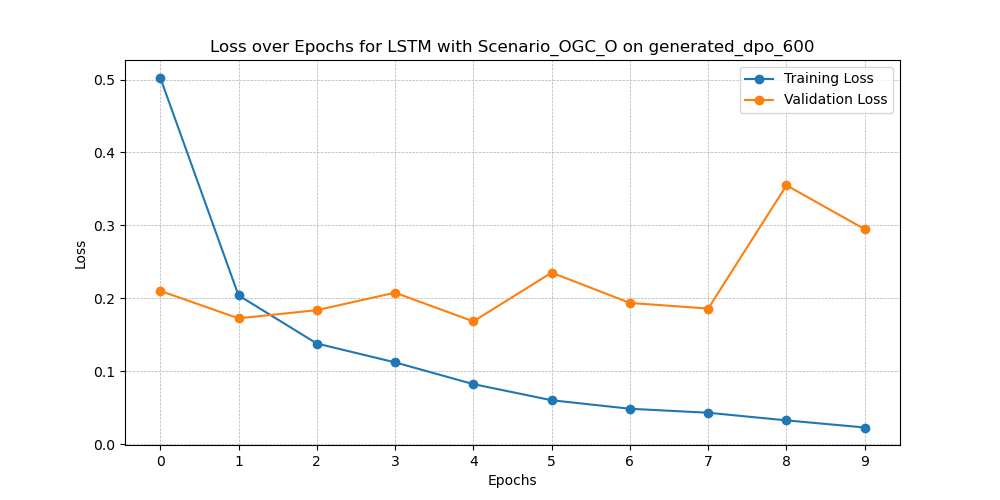 Loss over Epochs for LSTM with Scenario_OGC_O on generated_dpo_600
Training Loss
Validation Loss
Loss
0.5
0.4
0.3
0.2
0.1
0.0
0 1 2 3 4 5 6 7 8 9
Epochs